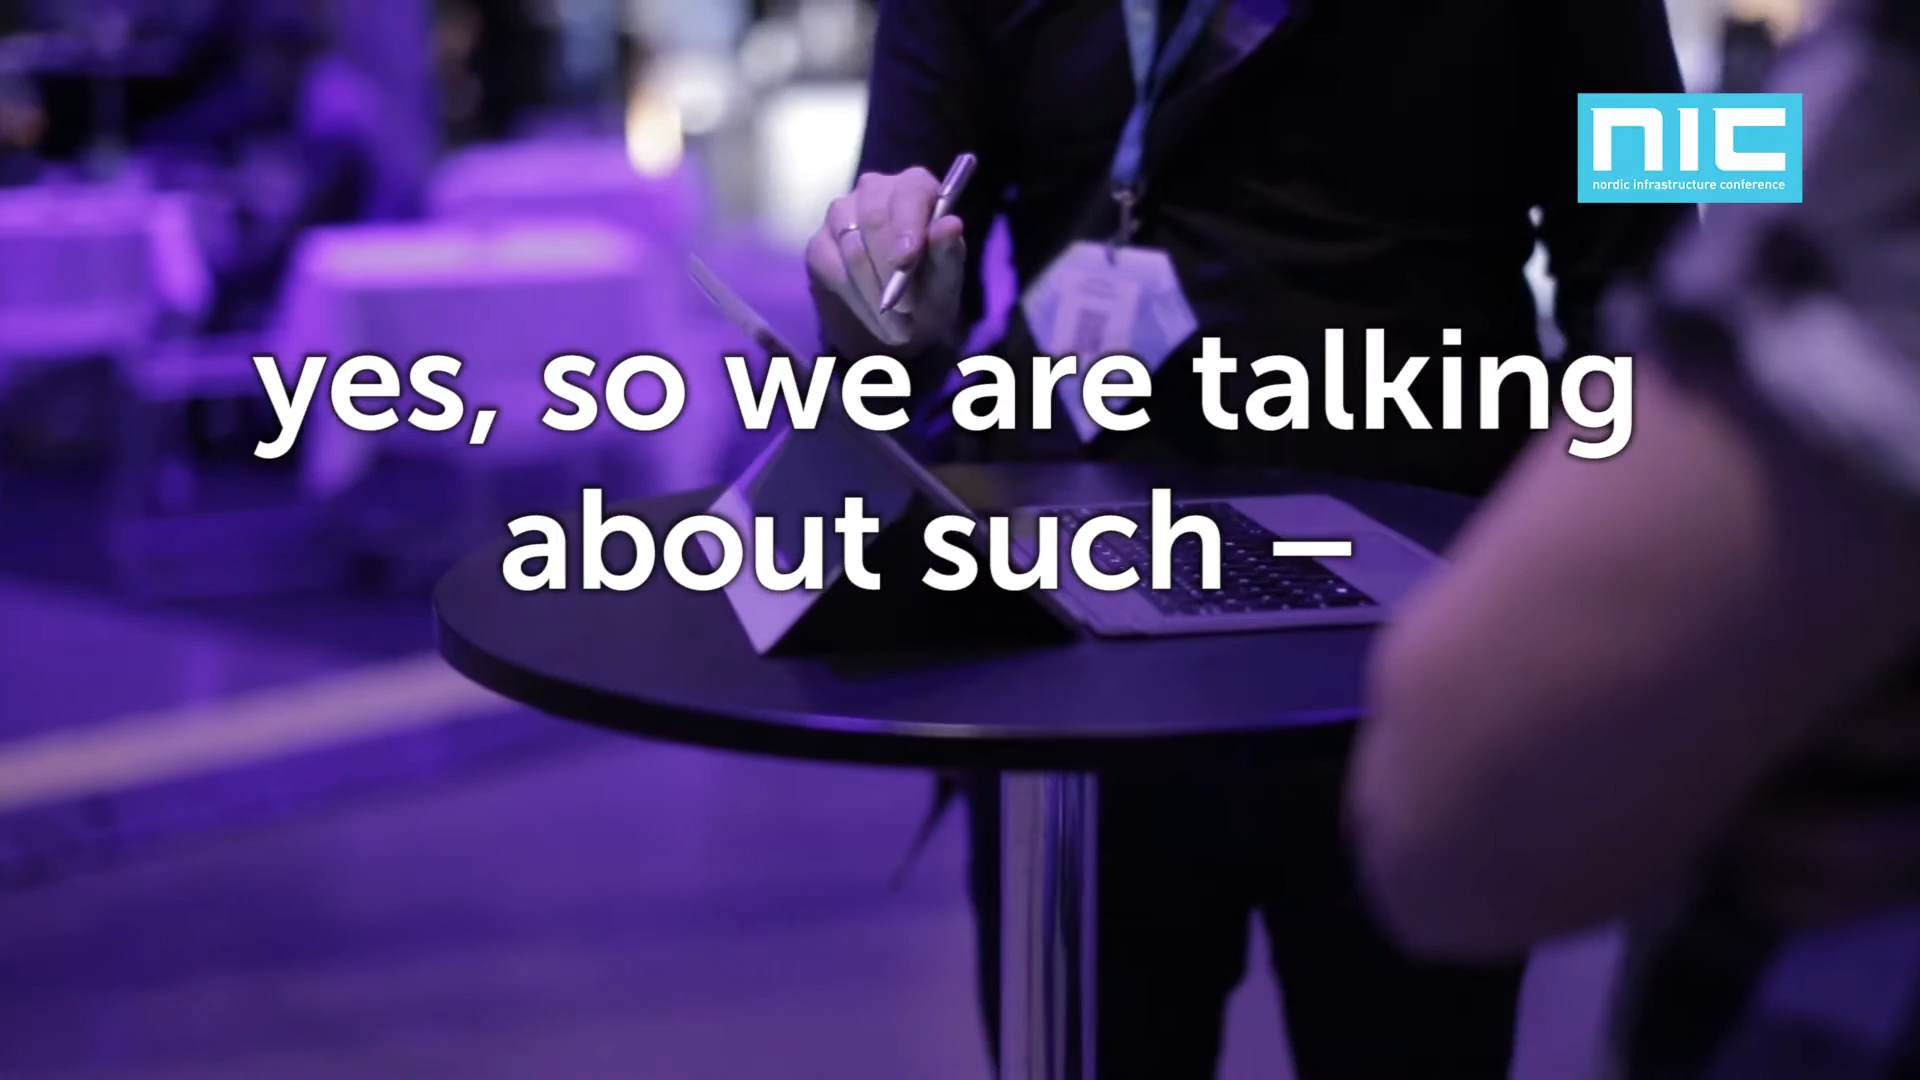 NIC
nordic infrastructure conference
yes, so we are talking
about such –